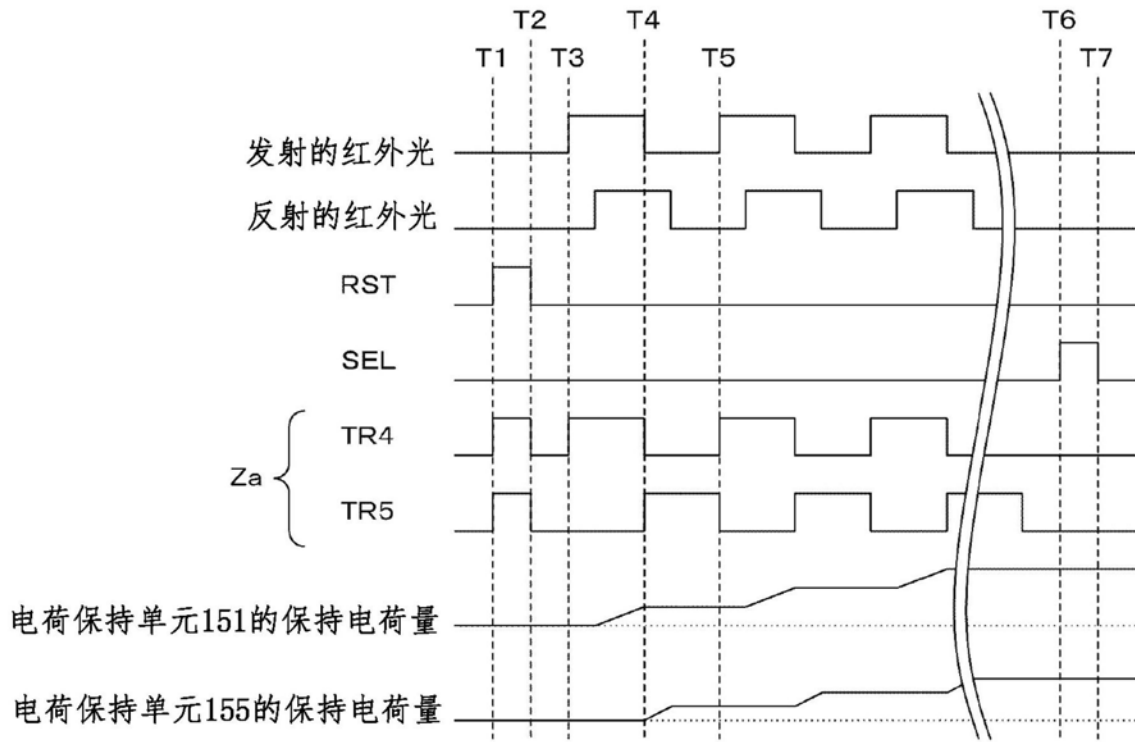 T2 T4 T6
T1 T3 T5 T7
发射的红外光
反射的红外光
RST
SEL
TR4
Za
TR5
电荷保持单元151的保持电荷量
电荷保持单元155的保持电荷量